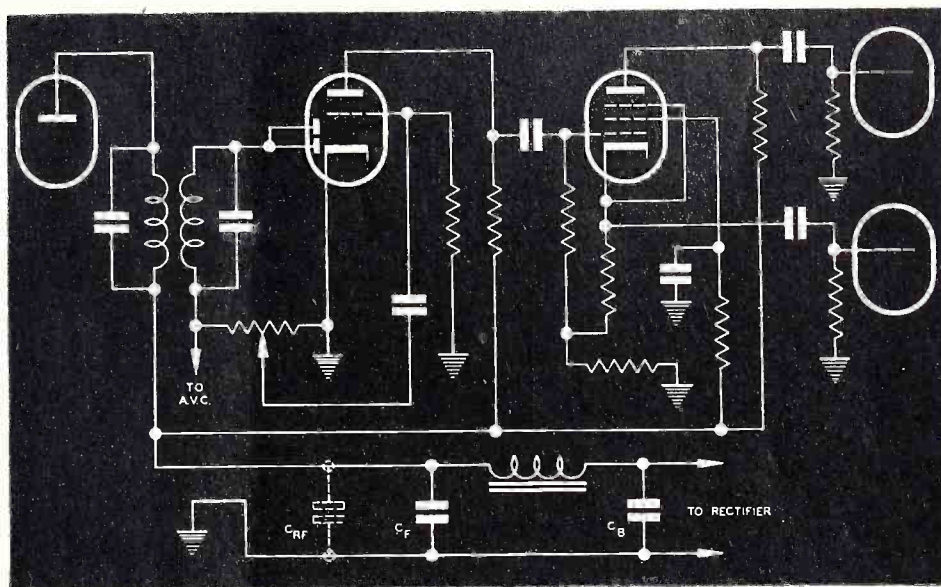 TO
A.V.C.
C RF
C F
C B
TO RECTIFIER